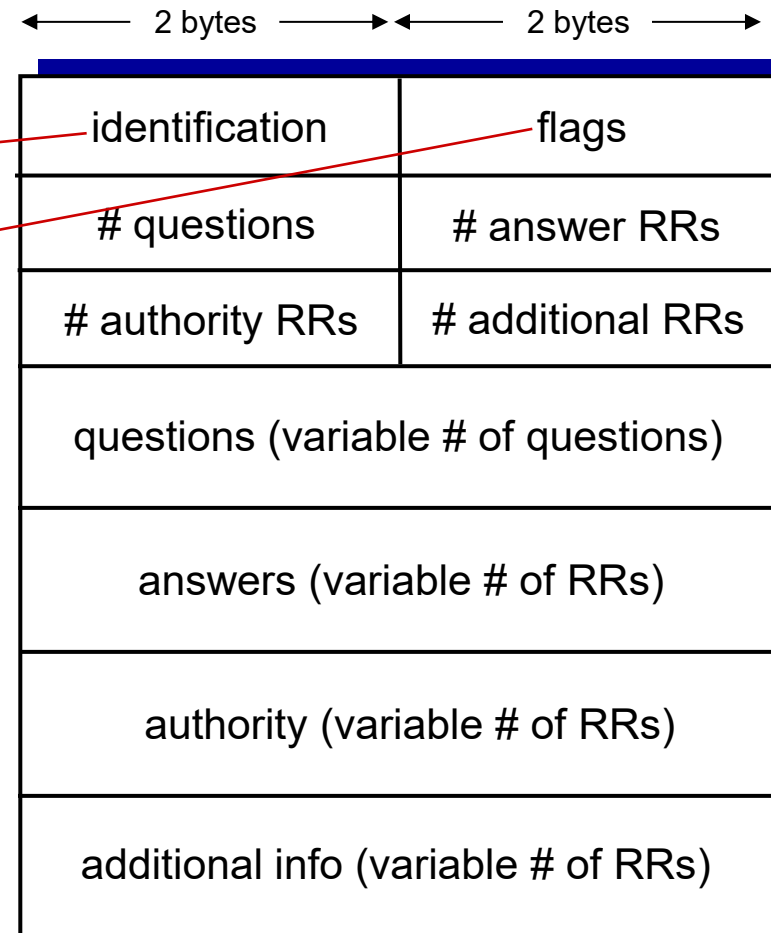 2 bytes 2 bytes
identification flags
# questions # answer RRs
# authority RRs # additional RRs
questions (variable # of questions)
answers (variable # of RRs)
authority (variable # of RRs)
additional info (variable # of RRs)